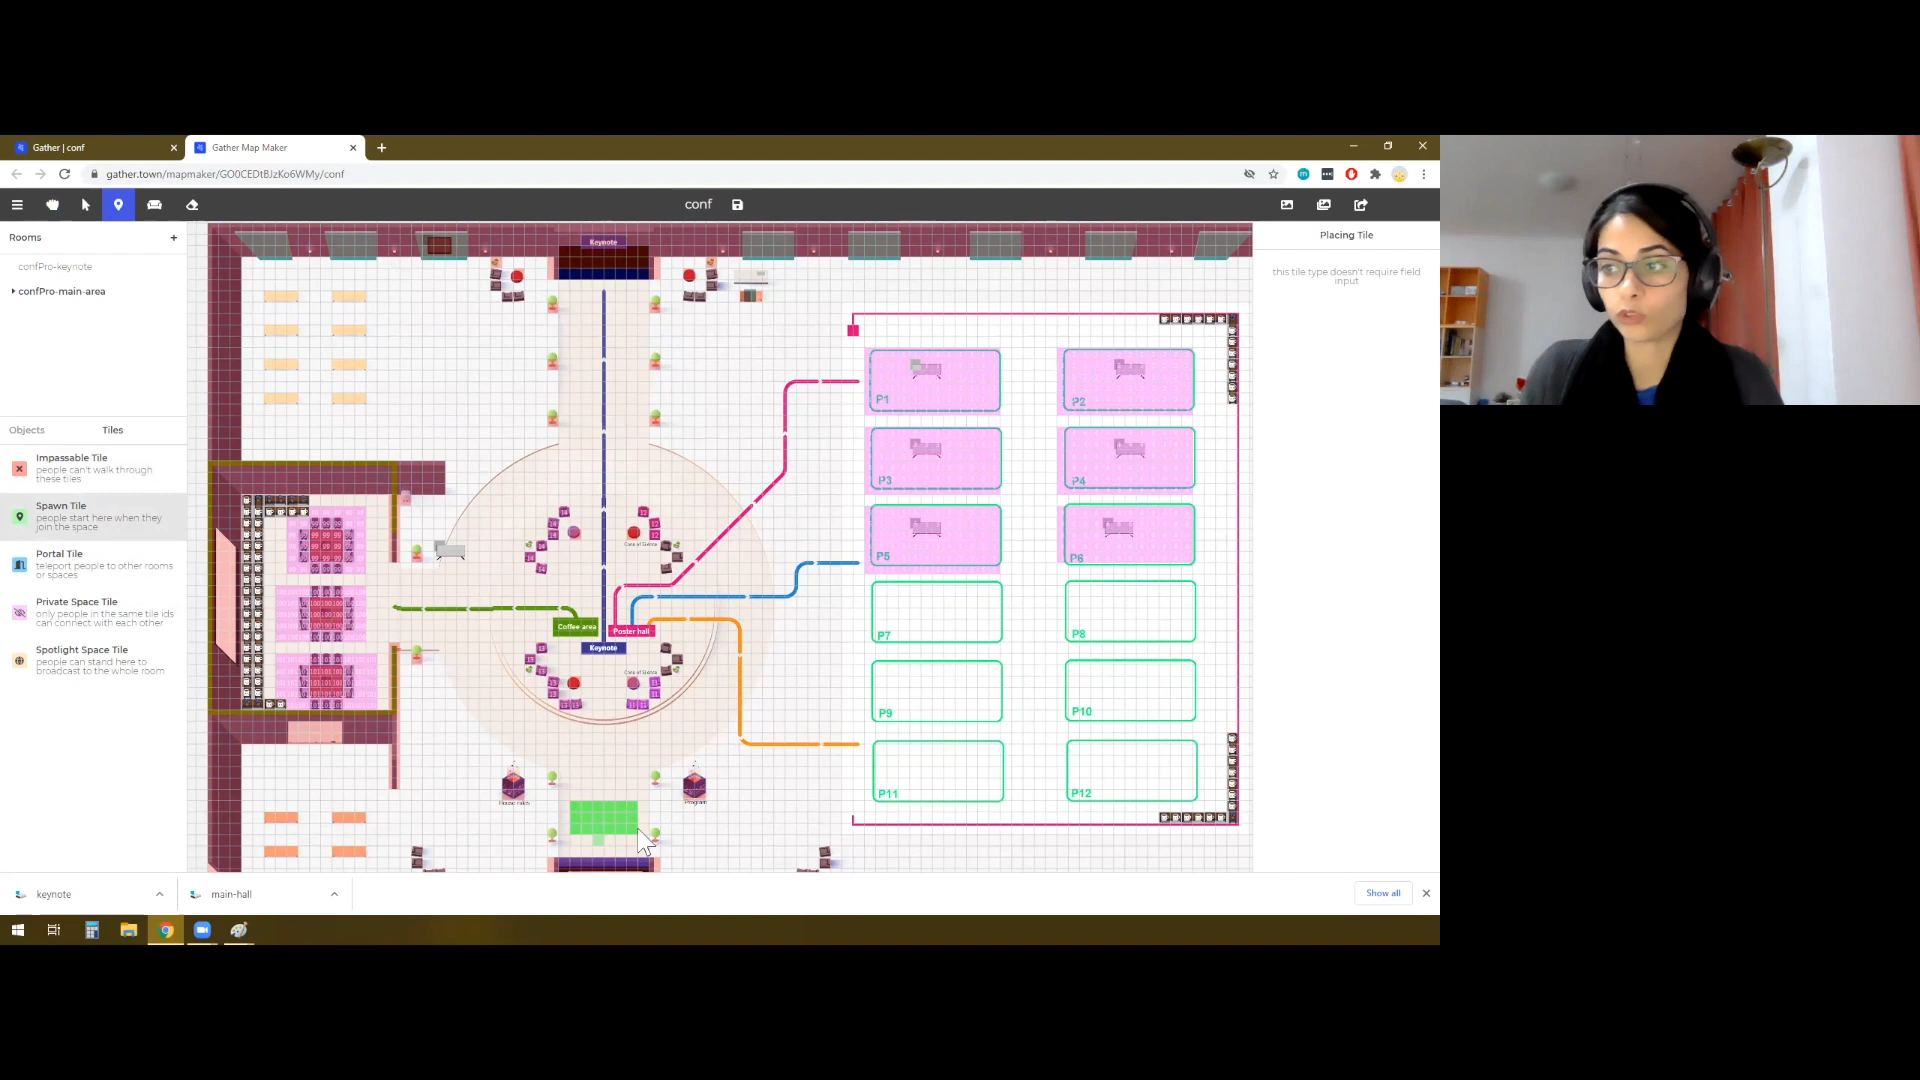 Gather | conf
Gather Map Maker
gather.town/mapmaker/GO0CEDtBJzKo6WMy/conf
conf
Rooms
+
confPro-keynote
confPro-main-area
Objects
Tiles
Impassable Tile
people can't walk through
these tiles
Spawn Tile
people start here when they
join the space
Portal Tile
teleport people to other rooms
or spaces
Private Space Tile
only people in the same tile ids
can connect with each other
Spotlight Space Tile
people can stand here to
broadcast to the whole room
Placing Tile
this tile type doesn't require field
input
Keynote
P1
P2
P3
P4
P5
P6
P7
P8
P9
P10
P11
P12
Coffee area
Poster hall
Keynote
House rules
Program
keynote
main-hall
Show all